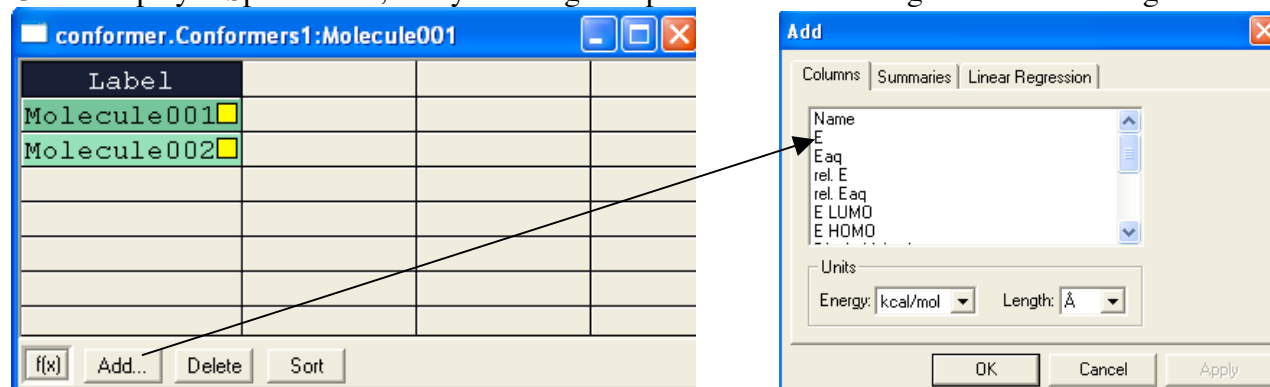 conformer.Conformers1:Molecule001
Label
Molecule001
Molecule002
f(x) Add... Delete Sort
Add
Columns Summaries Linear Regression
Name
E
Eaq
rel. E
rel. Eaq
E LUMO
E HOMO
Units
Energy: kcal/mol Length: Å
OK Cancel Apply